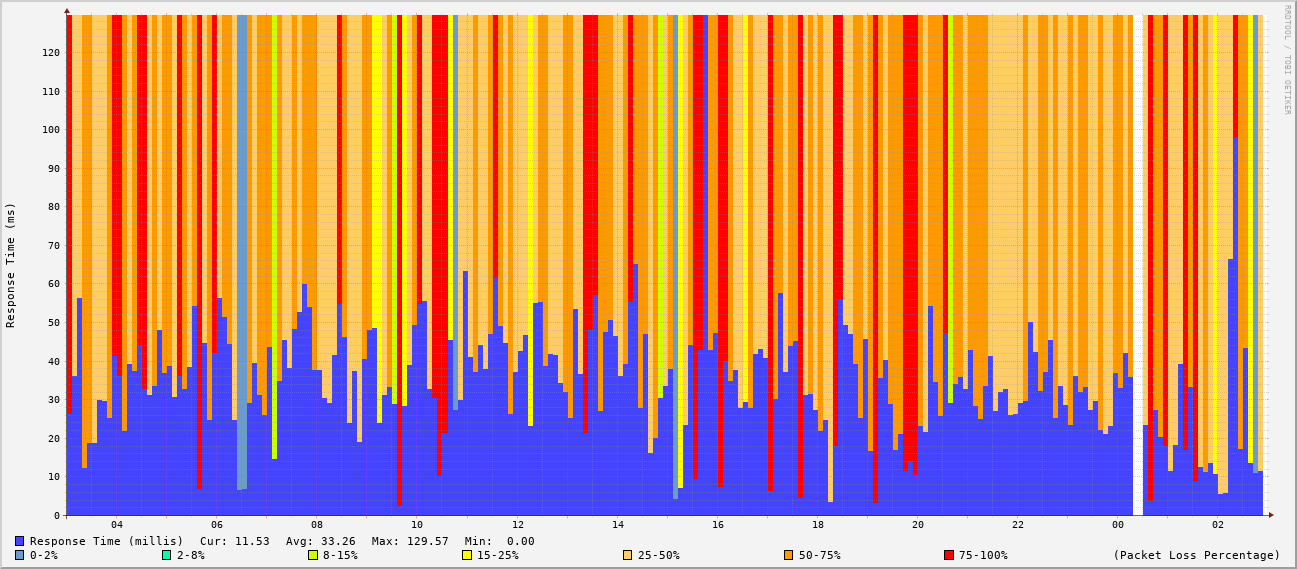 RRDTOOL / TOBI OETIKER
Response Time (ms)
120
110
100
90
80
70
60
50
40
30
20
10
0
04 06 08 10 12 14 16 18 20 22 00 02
Response Time (millis) Cur: 11.53 Avg: 33.26 Max: 129.57 Min: 0.00
0-2% 2-8% 8-15% 15-25% 25-50% 50-75% 75-100% (Packet Loss Percentage)